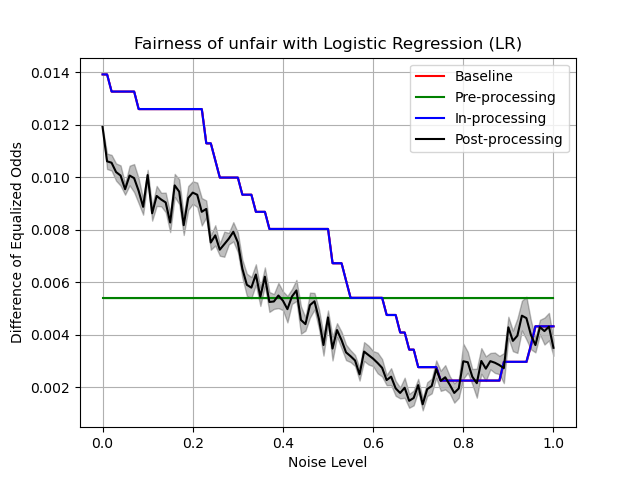 Fairness of unfair with Logistic Regression (LR)
Difference of Equalized Odds
0.014
0.012
0.010
0.008
0.006
0.004
0.002
Baseline
Pre-processing
In-processing
Post-processing
0.0 0.2 0.4 0.6 0.8 1.0
Noise Level